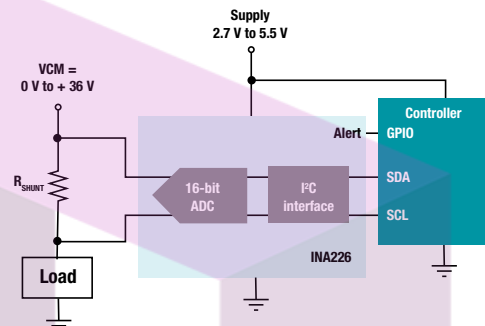 Supply
2.7 V to 5.5 V
VCM =
0 V to + 36 V
Controller
Alert
GPIO
R_SHUNT
16-bit
ADC
I²C
interface
SDA
SCL
INA226
Load